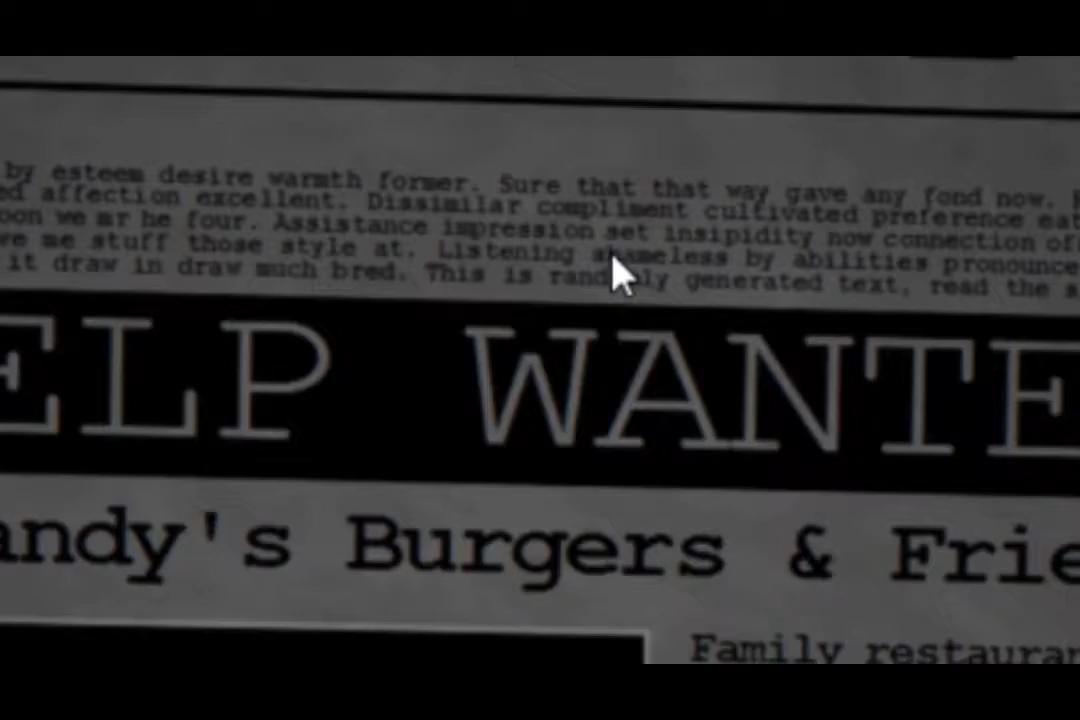 by esteem desire warmth former. Sure that that way gave any fond now.
ed affection excellent. Dissimilar compliment cultivated preference eat
oon we mr he four. Assistance impression set insipidity now connection of
we me stuff those style at. Listening shameless by abilities pronounce
it draw in draw much bred. This is randomly generated text, read the s
ELP WANTE
andy's Burgers & Frie
Family restauran